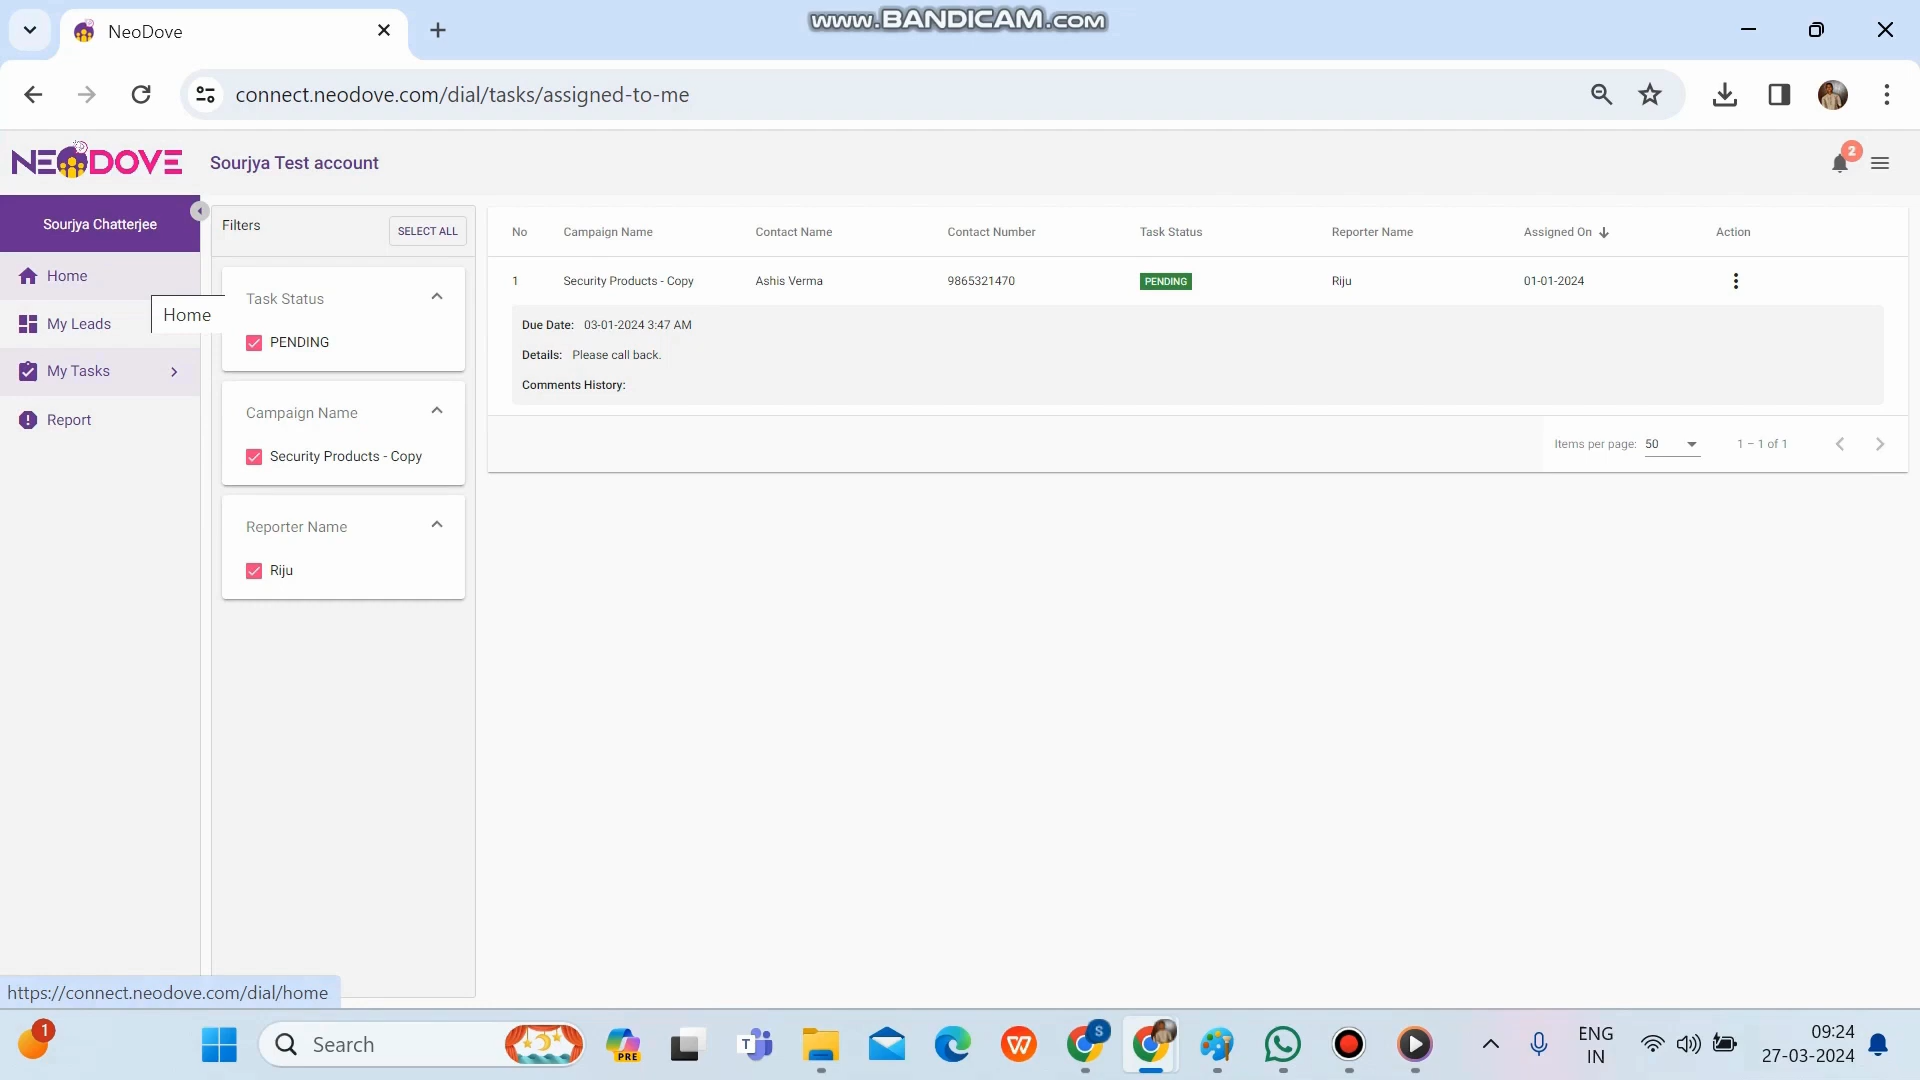 NeoDove
www.BANDICAM.com
connect.neodove.com/dial/tasks/assigned-to-me
NEODOVE
Sourjya Test account
2
Sourjya Chatterjee
Home
Home
My Leads
My Tasks
Report
Filters
SELECT ALL
Task Status
PENDING
Campaign Name
Security Products - Copy
Reporter Name
Riju
No Campaign Name Contact Name Contact Number Task Status Reporter Name Assigned On Action
1 Security Products - Copy Ashis Verma 9865321470 PENDING Riju 01-01-2024
Due Date: 03-01-2024 3:47 AM
Details: Please call back.
Comments History:
Items per page: 50 1 – 1 of 1
https://connect.neodove.com/dial/home
1
Search
PRE
T
W
S
ENG
IN
09:24
27-03-2024